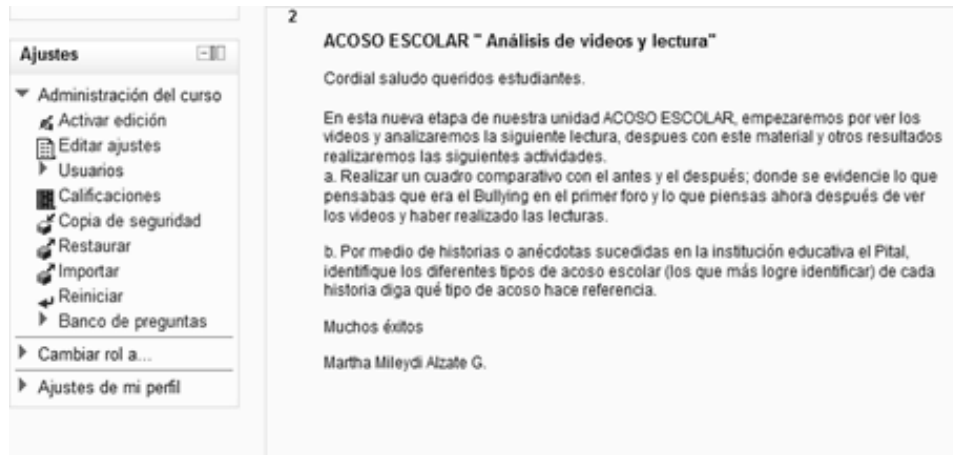 2
ACOSO ESCOLAR " Análisis de videos y lectura"
Cordial saludo queridos estudiantes.
En esta nueva etapa de nuestra unidad ACOSO ESCOLAR, empezaremos por ver los
videos y analizaremos la siguiente lectura, despues con este material y otros resultados
realizaremos las siguientes actividades.
a. Realizar un cuadro comparativo con el antes y el después; donde se evidencie lo que
pensabas que era el Bullying en el primer foro y lo que piensas ahora después de ver
los videos y haber realizado las lecturas.
b. Por medio de historias o anécdotas sucedidas en la institución educativa el Pital,
identifique los diferentes tipos de acoso escolar (los que más logre identificar) de cada
historia diga qué tipo de acoso hace referencia.
Muchos éxitos
Martha Mileydi Alzate G.
Ajustes
Administración del curso
Activar edición
Editar ajustes
Usuarios
Calificaciones
Copia de seguridad
Restaurar
Importar
Reiniciar
Banco de preguntas
Cambiar rol a...
Ajustes de mi perfil